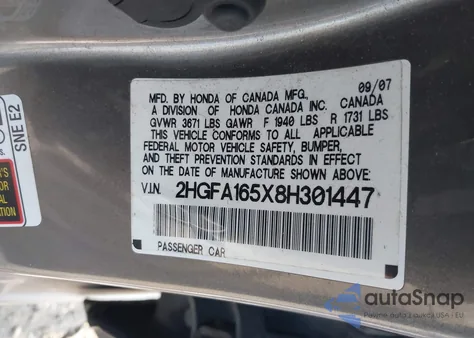 MFD. BY HONDA OF CANADA MFG. 09/07
A DIVISION OF HONDA CANADA INC. CANADA
GVWR 3671 LBS GAWR F 1940 LBS R 1731 LBS
THIS VEHICLE CONFORMS TO ALL APPLICABLE
FEDERAL MOTOR VEHICLE SAFETY, BUMPER,
AND THEFT PREVENTION STANDARDS IN EFFECT
ON THE DATE OF MANUFACTURE SHOWN ABOVE:
V.I.N. 2HGFA165X8H301447
PASSENGER CAR
SNE E2
autoSnap